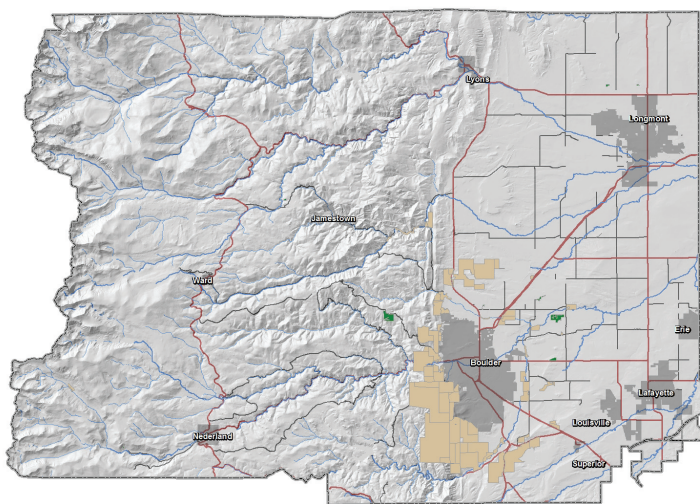 Lyons
Longmont
Jamestown
Ward
Erie
Boulder
Lafayette
Louisville
Nederland
Superior